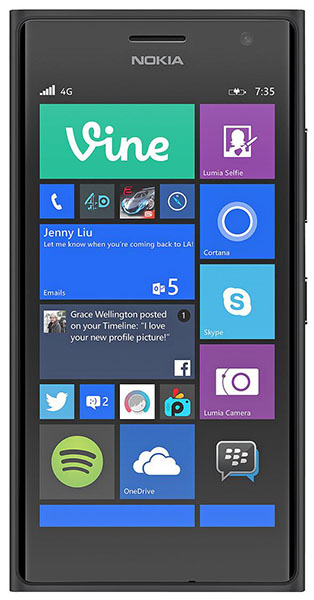 NOKIA
4G
7:35
Vine
Lumia Selfie
4D
Jenny Liu
Let me know when you're coming back to LA!
Emails
5
Cortana
Grace Wellington posted
on your Timeline: "I love
your new profile picture!"
1
Skype
2
Lumia Camera
OneDrive